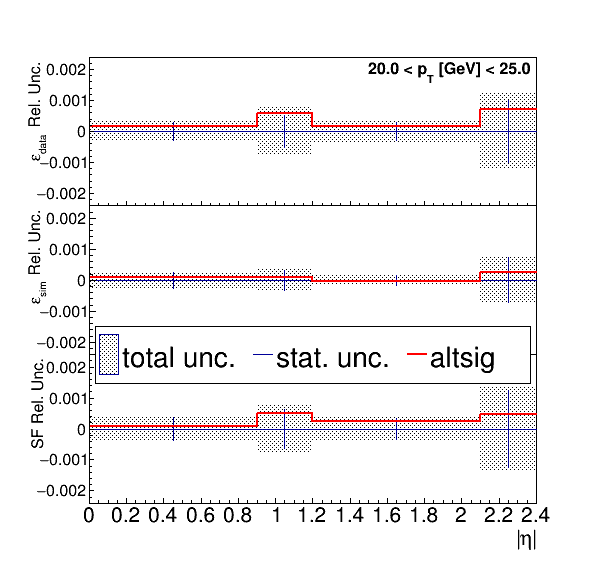 20.0 < p_T [GeV] < 25.0
ε_data Rel. Unc.
0.002
0.001
0
−0.001
−0.002
ε_sim Rel. Unc.
0.002
0.001
0
−0.001
−0.002
total unc. stat. unc. altsig
SF Rel. Unc.
0.002
0.001
0
−0.001
−0.002
0 0.2 0.4 0.6 0.8 1 1.2 1.4 1.6 1.8 2 2.2 2.4
|η|